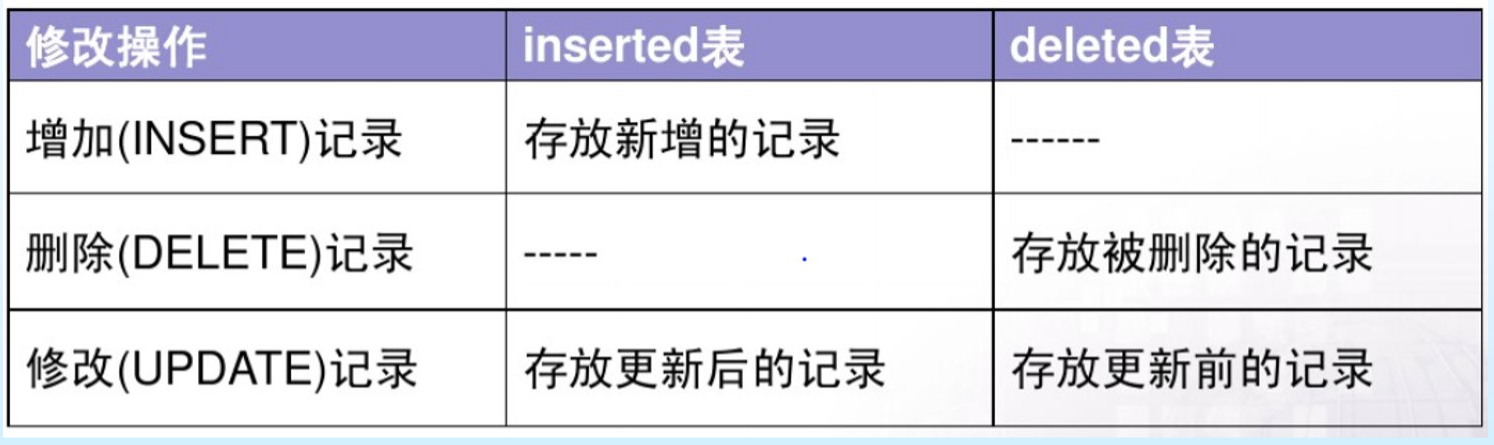 修改操作 inserted表 deleted表
增加(INSERT)记录 存放新增的记录 ------
删除(DELETE)记录 ----- 存放被删除的记录
修改(UPDATE)记录 存放更新后的记录 存放更新前的记录